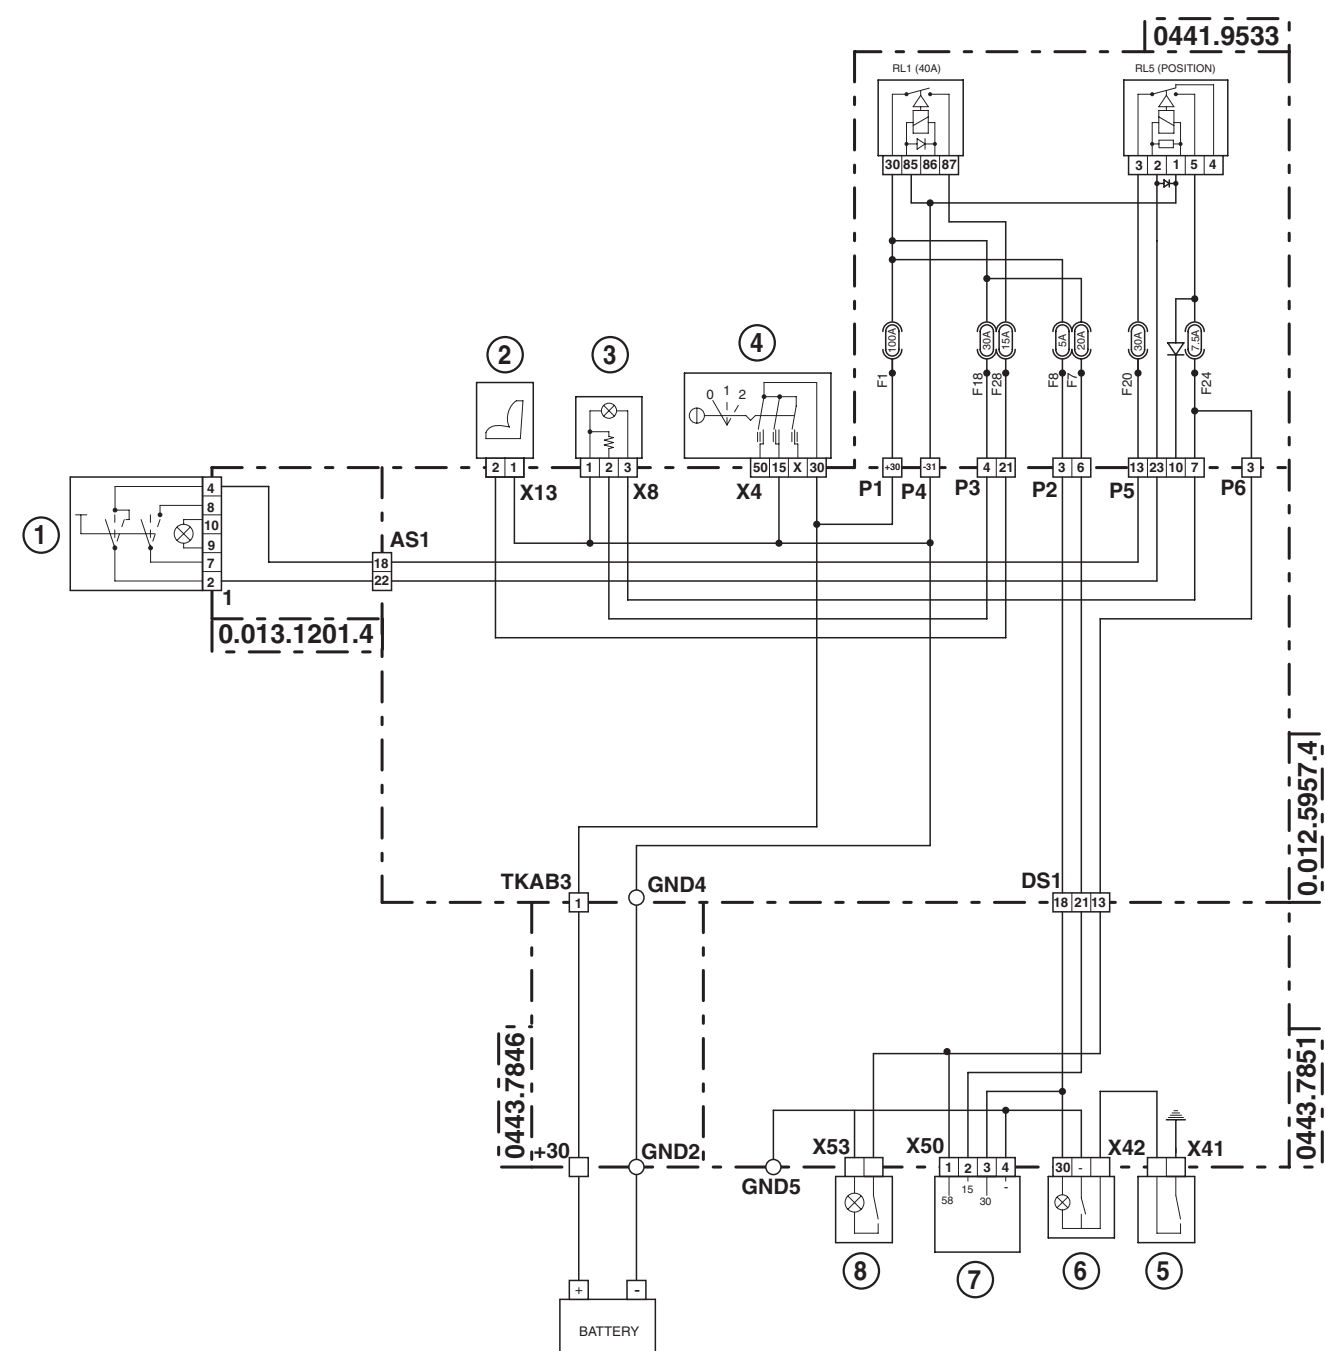 0441.9533
RL1 (40A)
RL5 (POSITION)
30 85 86 87
3 2 1 5 4
100A
30A
15A
5A
20A
30A
7.5A
F1
F18
F28
F8
F7
F20
F24
2
3
4
0 1 2
2 1
X13
1 2 3
X8
50 15 X 30
X4
+30
P1
-31
P4
4 21
P3
3 6
P2
13 23 10 7
P5
3
P6
1
4
8
10
9
7
2
1
AS1
18
22
0.013.1201.4
0.012.5957.4
TKAB3
1
GND4
DS1
18 21 13
0443.7846
0443.7851
+30
GND2
GND5
X53
X50
1 2 3 4
58
15
30
-
30 -
X42
X41
8
7
6
5
+ -
BATTERY